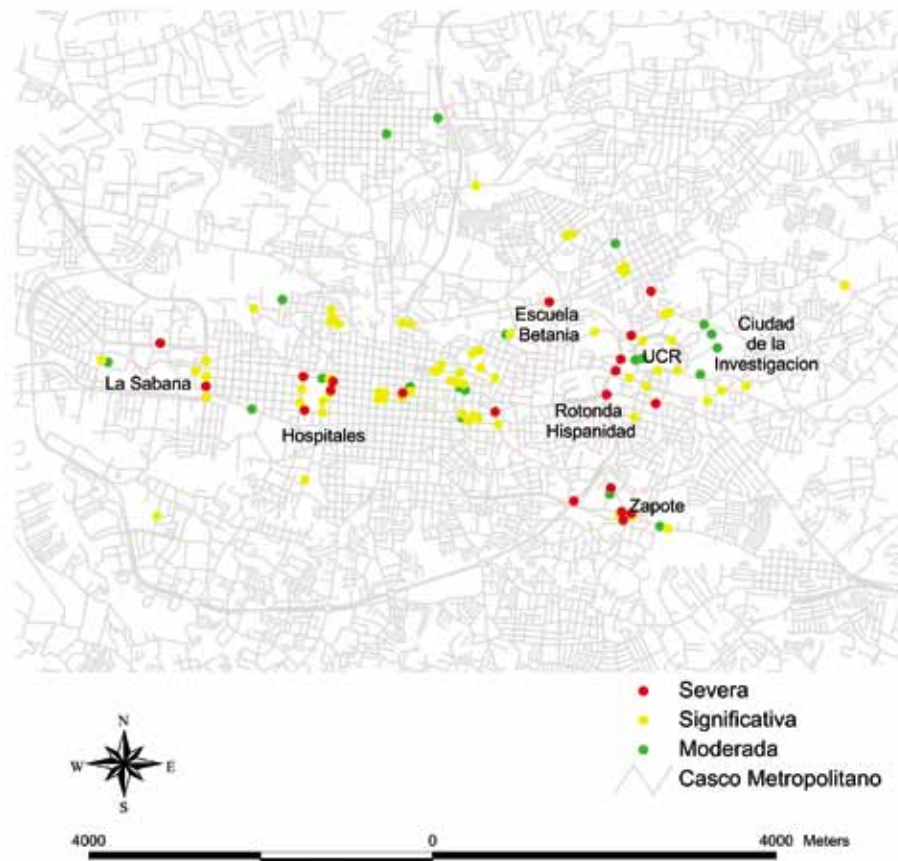 Escuela
Betania
Ciudad
de la
Investigacion
UCR
La Sabana
Rotonda
Hispanidad
Hospitales
Zapote
Severa
Significativa
Moderada
Casco Metropolitano
N
W E
S
4000 0 4000 Meters